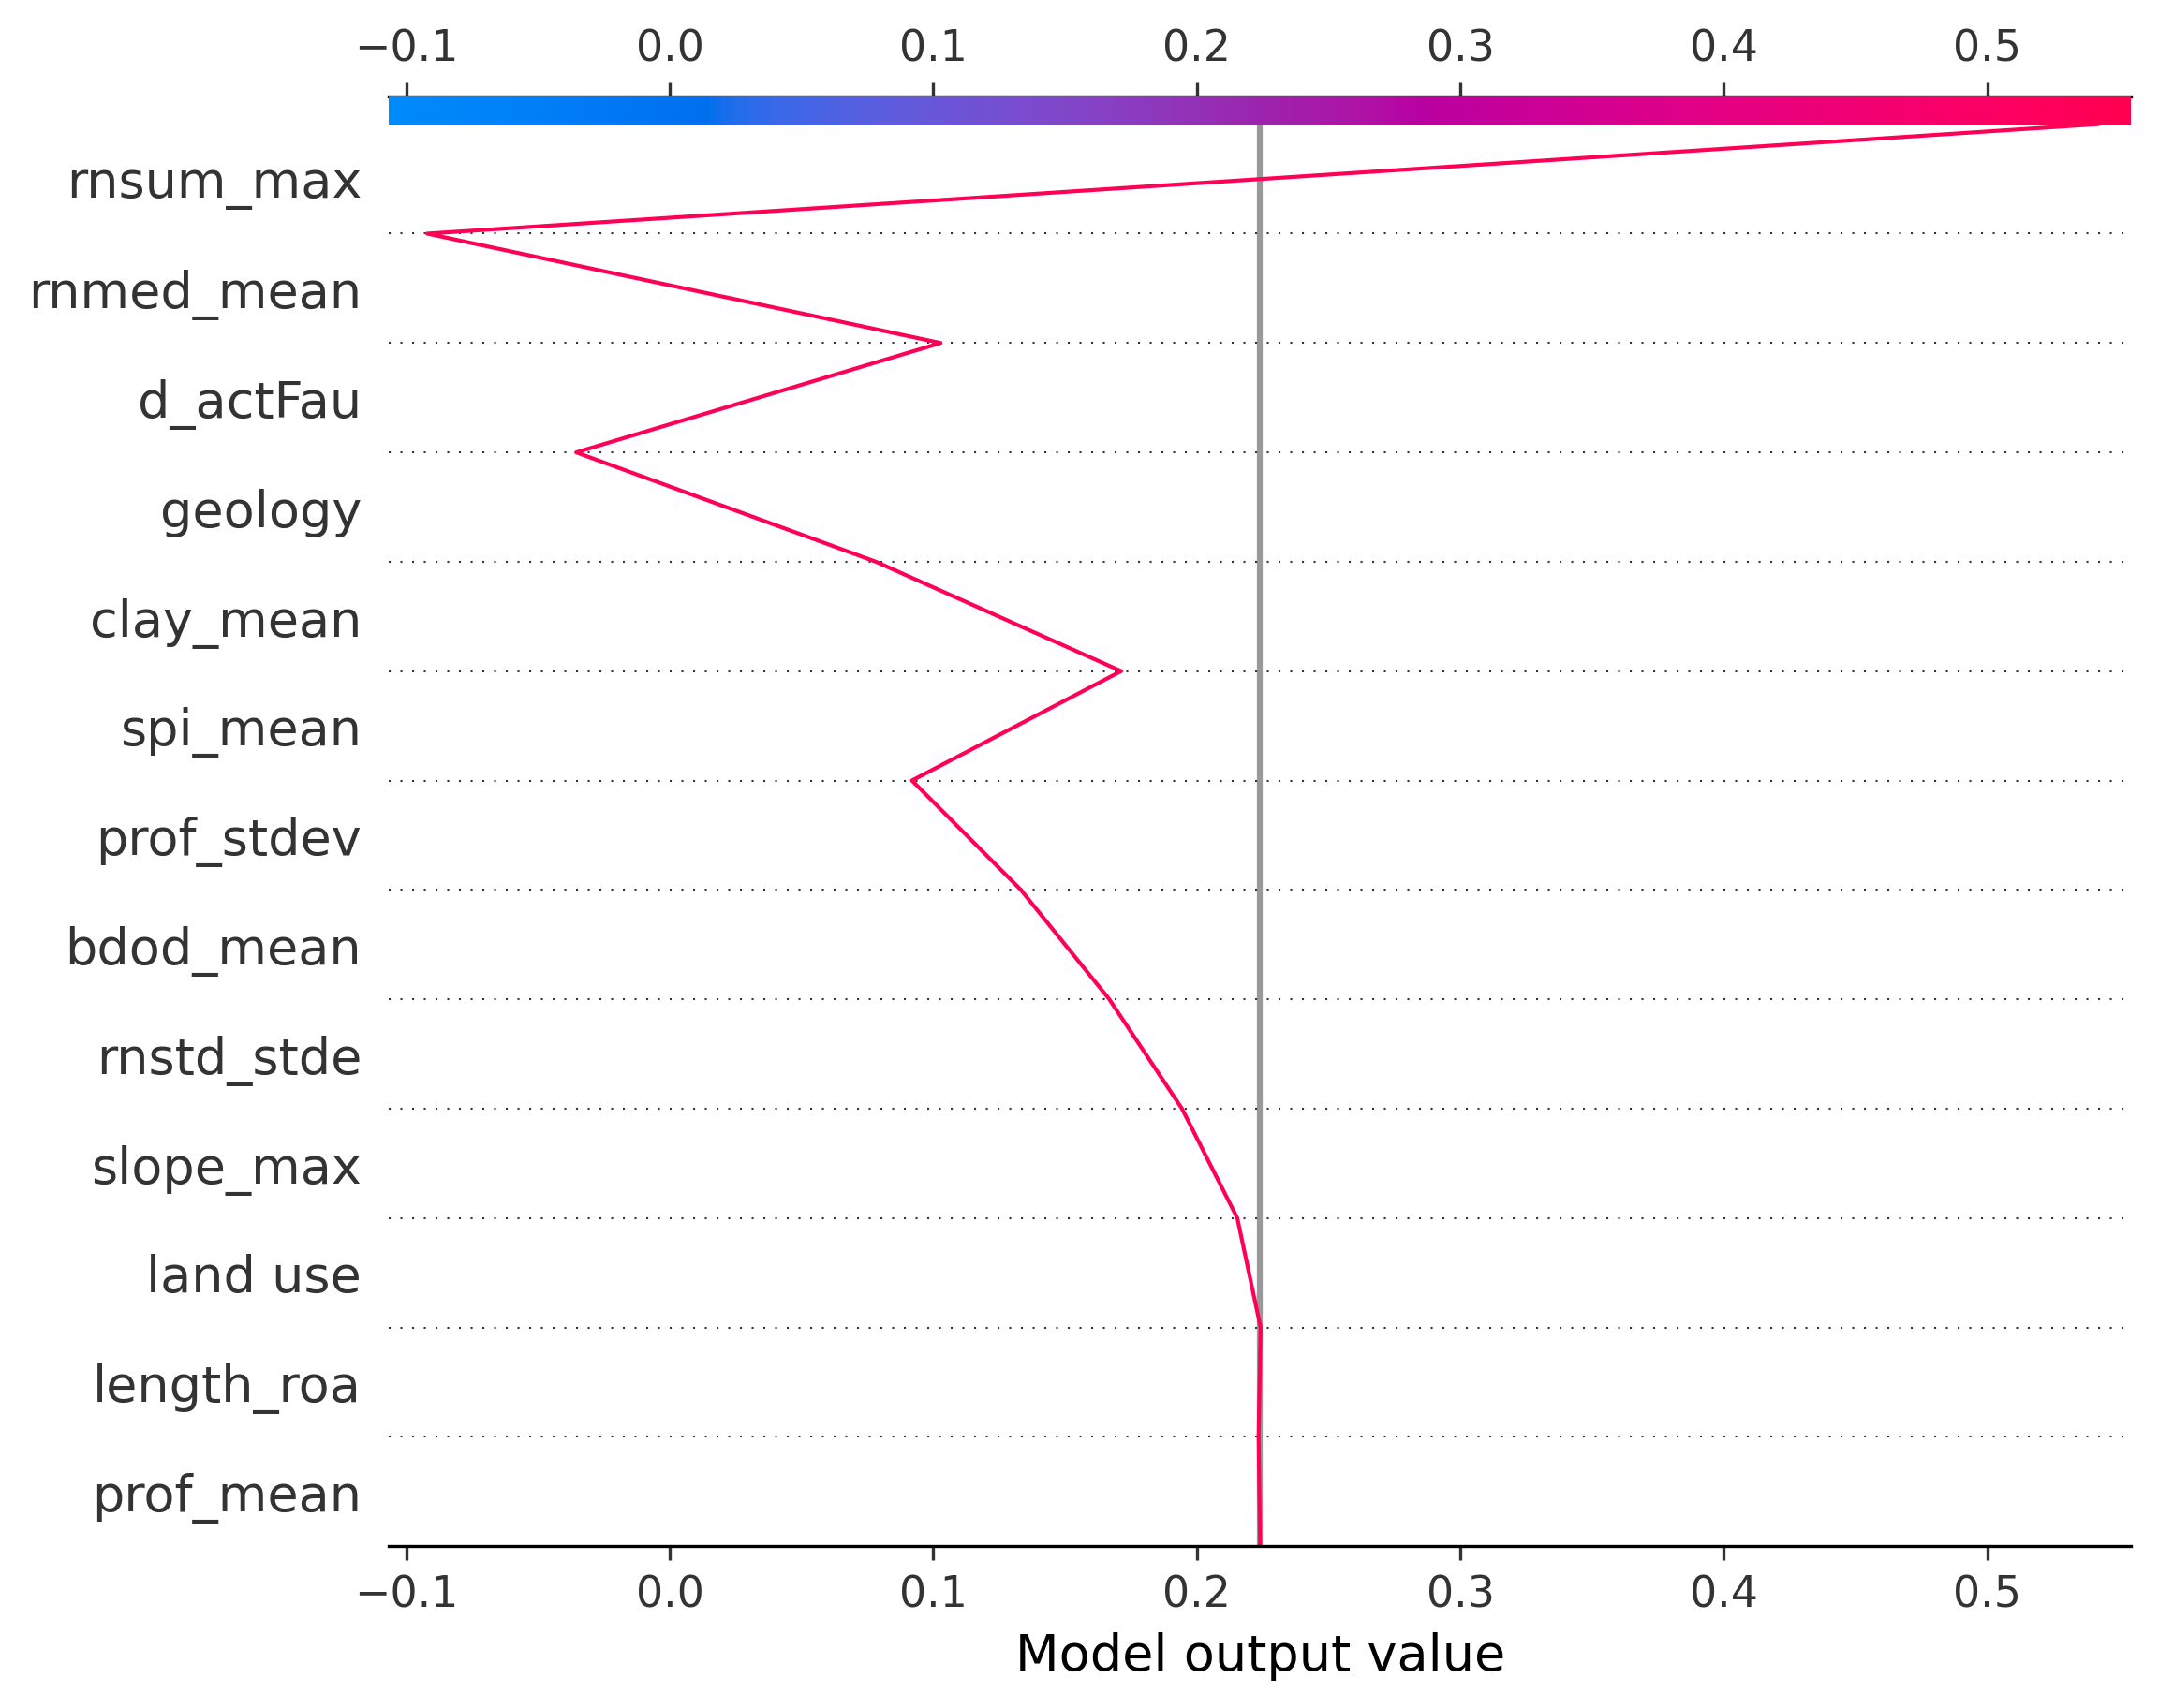 −0.1 0.0 0.1 0.2 0.3 0.4 0.5
rnsum_max
rnmed_mean
d_actFau
geology
clay_mean
spi_mean
prof_stdev
bdod_mean
rnstd_stde
slope_max
land use
length_roa
prof_mean
−0.1 0.0 0.1 0.2 0.3 0.4 0.5
Model output value